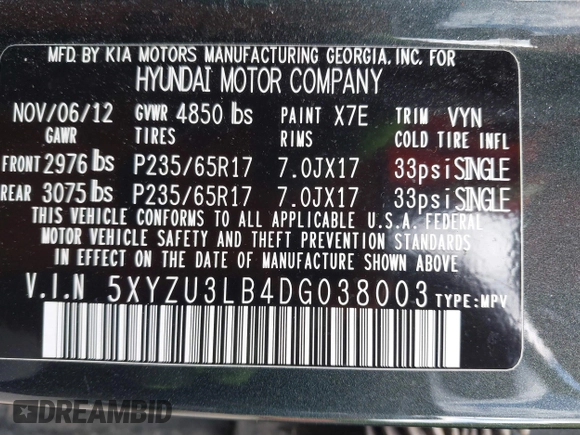 MFD. BY KIA MOTORS MANUFACTURING GEORGIA, INC. FOR
HYUNDAI MOTOR COMPANY
NOV/06/12 GVWR 4850 lbs PAINT X7E TRIM VYN
GAWR TIRES RIMS COLD TIRE INFL
FRONT 2976 lbs P235/65R17 7.0JX17 33psi SINGLE
REAR 3075 lbs P235/65R17 7.0JX17 33psi SINGLE
THIS VEHICLE CONFORMS TO ALL APPLICABLE U.S.A. FEDERAL
MOTOR VEHICLE SAFETY AND THEFT PREVENTION STANDARDS
IN EFFECT ON THE DATE OF MANUFACTURE SHOWN ABOVE.
V.I.N 5XYZU3LB4DG038003 TYPE:MPV
DREAMBID